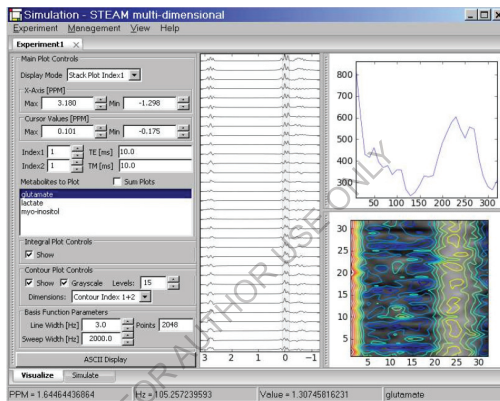 Simulation - STEAM multi-dimensional
Experiment Management View Help
Experiment1
Main Plot Controls
Display Mode Stack Plot Index1
X-Axis [PPM]
Max 3.180 Min -1.298
Cursor Values [PPM]
Max 0.101 Min -0.175
Index1 1 TE [ms] 10.0
Index2 1 TM [ms] 10.0
Metabolites to Plot Sum Plots
glutamate
lactate
myo-inositol
Integral Plot Controls
Show
Contour Plot Controls
Show Grayscale Levels: 15
Dimensions: Contour Index 1+2
Basis Function Parameters
Line Width [Hz] 3.0 Points 2048
Sweep Width [Hz] 2000.0
ASCII Display
3 2 1 0 -1
800
700
600
500
400
300
50 100 150 200 250 300
30
25
20
15
10
5
5 10 15 20 25 30
Visualize Simulate
PPM = 1.64464436864 Hz = 105.257239593 Value = 1.30745816231 glutamate
FOR AUTHOR USE ONLY